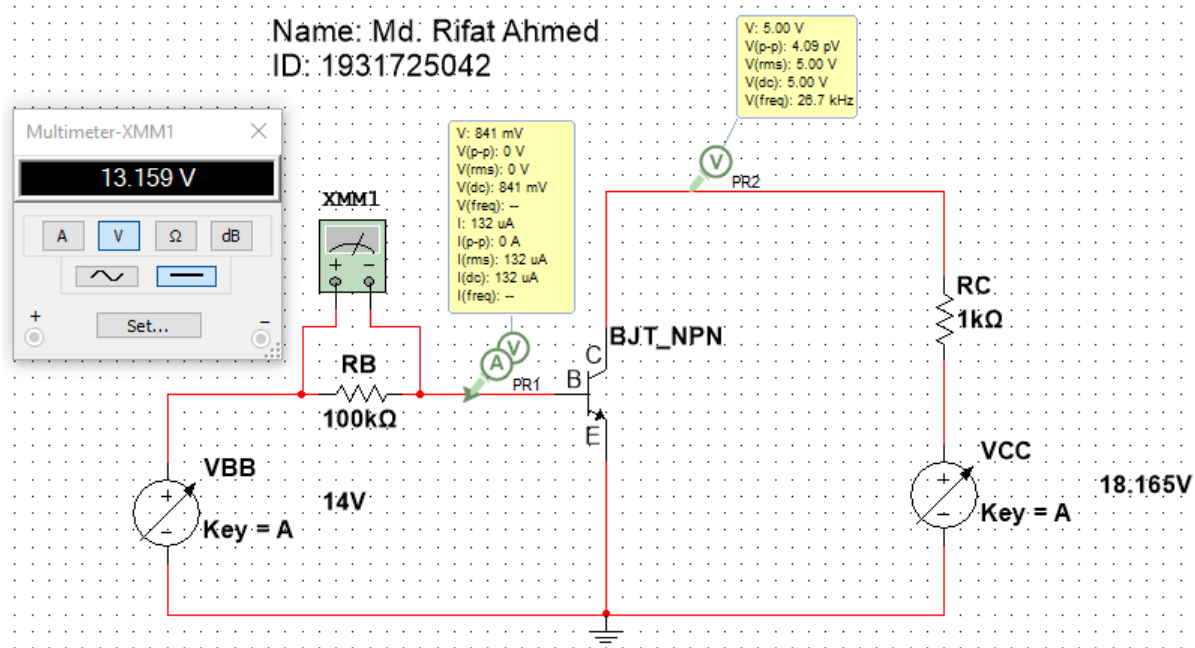 Name: Md. Rifat Ahmed
ID: 1931725042
V: 5.00 V
V(p-p): 4.09 pV
V(rms): 5.00 V
V(dc): 5.00 V
V(freq): 26.7 kHz
Multimeter-XMM1
13.159 V
A V Ω dB
+ Set... −
XMM1
+ −
V: 841 mV
V(p-p): 0 V
V(rms): 0 V
V(dc): 841 mV
V(freq): --
I: 132 uA
I(p-p): 0 A
I(rms): 132 uA
I(dc): 132 uA
I(freq): --
V
PR2
A V
PR1
RB
100kΩ
BJT_NPN
C
B
E
RC
1kΩ
VBB
+
−
14V
Key = A
VCC
+
−
18.165V
Key = A